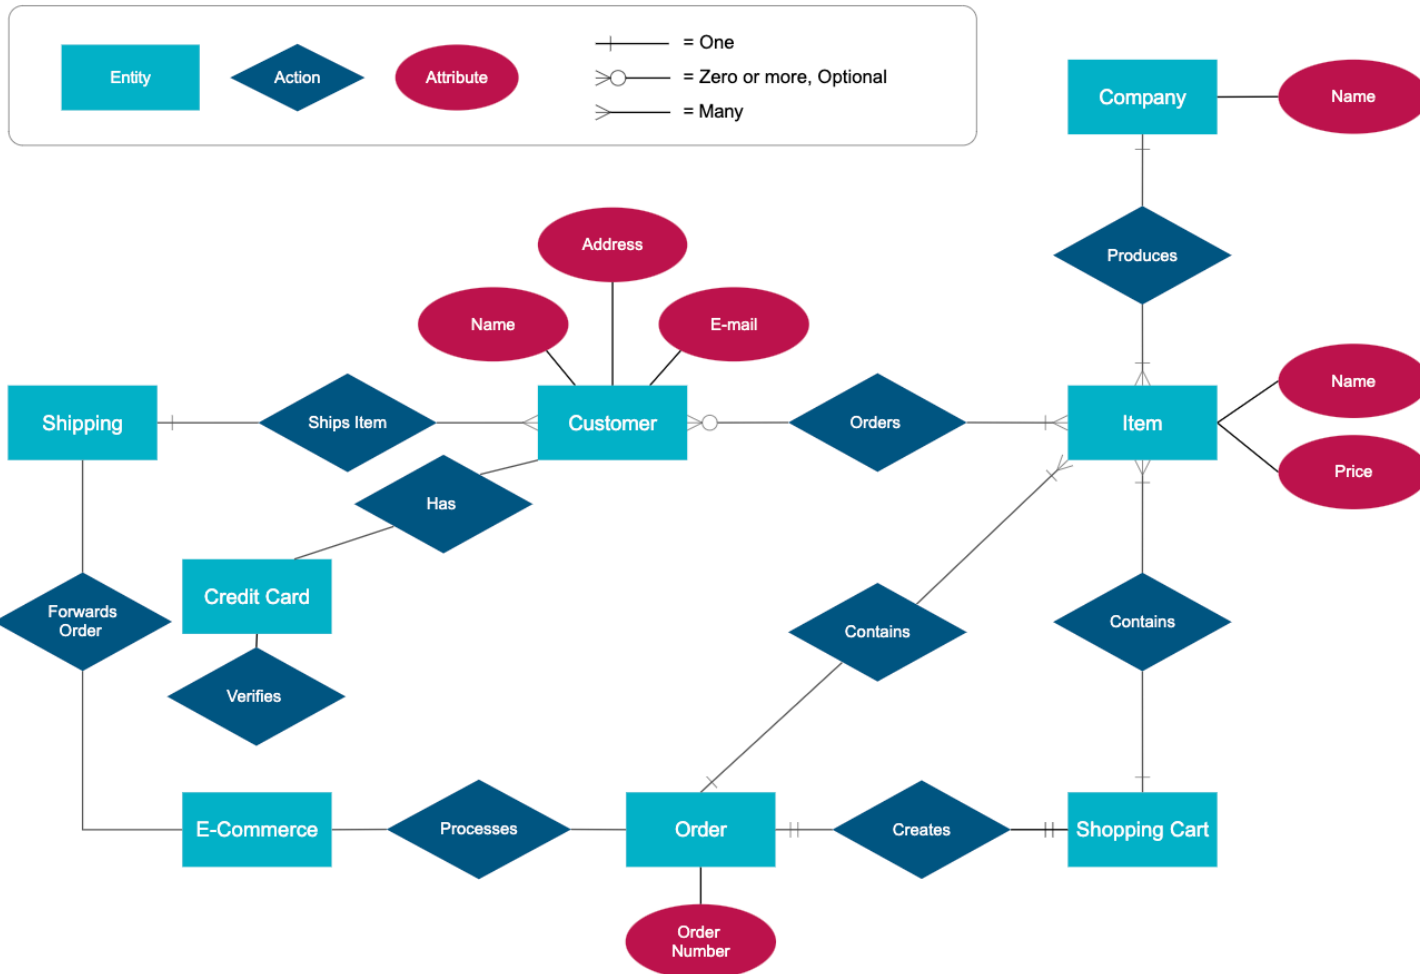 Entity
Action
Attribute
= One
= Zero or more, Optional
= Many
Company
Name
Produces
Address
Name
E-mail
Name
Shipping
Ships Item
Customer
Orders
Item
Price
Has
Credit Card
Forwards
Order
Contains
Contains
Verifies
E-Commerce
Processes
Order
Creates
Shopping Cart
Order
Number